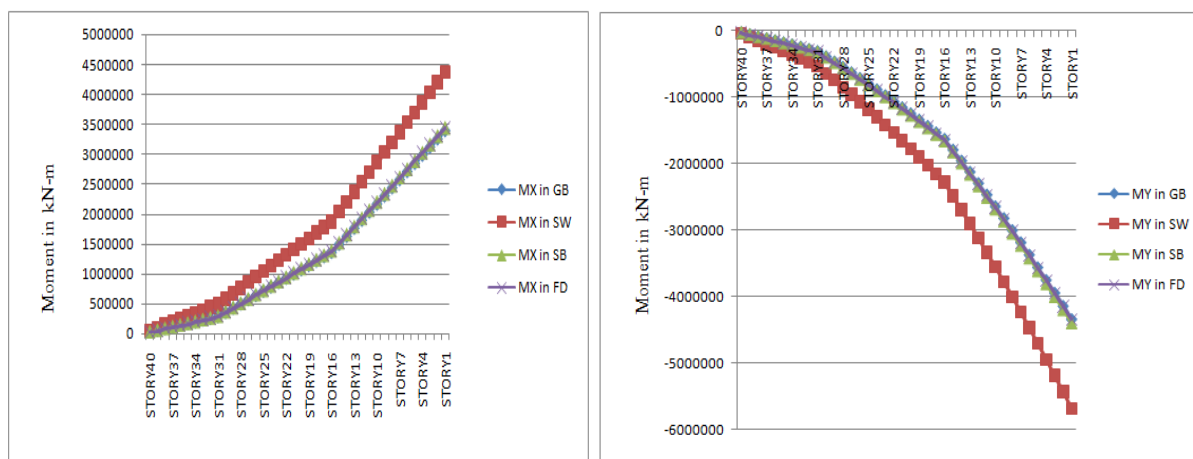 5000000
4500000
4000000
3500000
3000000
2500000
2000000
1500000
1000000
500000
0
Moment in kN-m
STORY40
STORY37
STORY34
STORY31
STORY28
STORY25
STORY22
STORY19
STORY16
STORY13
STORY10
STORY7
STORY4
STORY1
MX in GB
MX in SW
MX in SB
MX in FD
0
-1000000
-2000000
-3000000
-4000000
-5000000
-6000000
Moment in kN-m
STORY40
STORY37
STORY34
STORY31
STORY28
STORY25
STORY22
STORY19
STORY16
STORY13
STORY10
STORY7
STORY4
STORY1
MY in GB
MY in SW
MY in SB
MY in FD